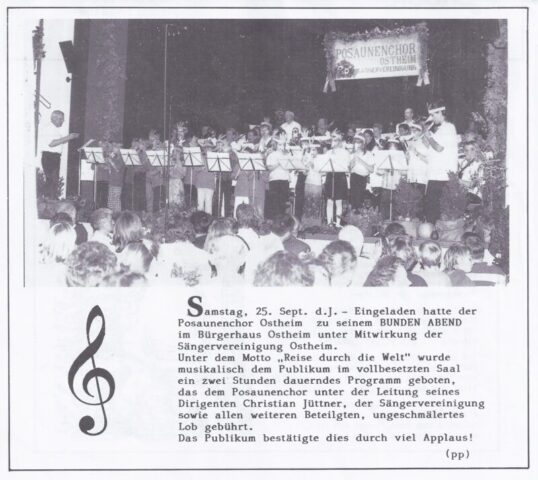 POSAUNENCHOR
OSTHEIM
SÄNGERVEREINIGUNG
Samstag, 25. Sept. d.J. - Eingeladen hatte der
Posaunenchor Ostheim zu seinem BUNDEN ABEND
im Bürgerhaus Ostheim unter Mitwirkung der
Sängervereinigung Ostheim.
Unter dem Motto „Reise durch die Welt" wurde
musikalisch dem Publikum im vollbesetzten Saal
ein zwei Stunden dauerndes Programm geboten,
das dem Posaunenchor unter der Leitung seines
Dirigenten Christian Jüttner, der Sängervereinigung
sowie allen weiteren Beteilgten, ungeschmälertes
Lob gebührt.
Das Publikum bestätigte dies durch viel Applaus!
(pp)